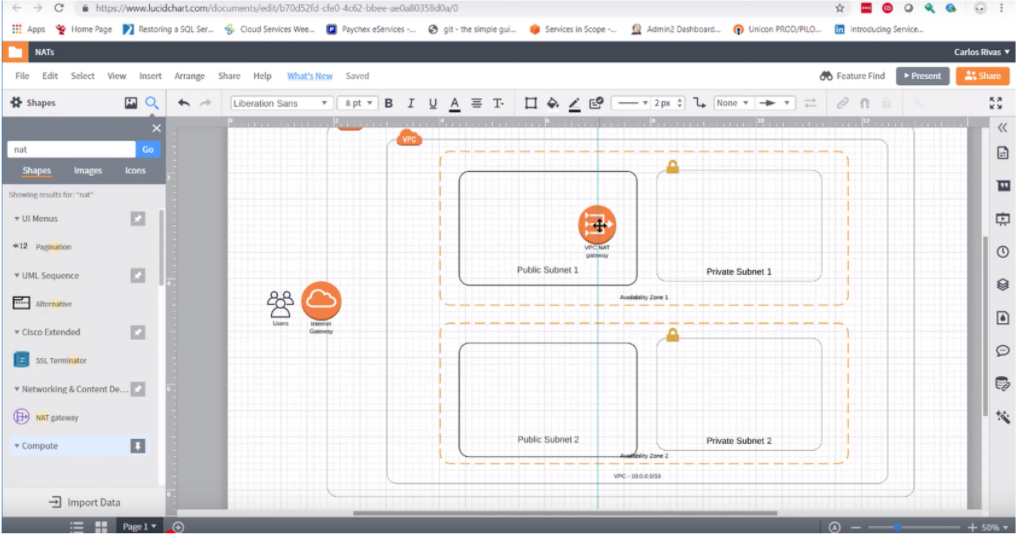 https://www.lucidchart.com/documents/edit/b70d52fd-cfe0-4c62-bbee-ae0a80358d0a/0
Apps Home Page Restoring a SQL Ser... Cloud Services Wee... Paychex eServices -... git - the simple gui... Services in Scope -... Admin2 Dashboard... Unicon PROD/PILO... Introducing Service...
NATs Carlos Rivas
File Edit Select View Insert Arrange Share Help What's New Saved Feature Find Present Share
Shapes Liberation Sans 8 pt B I U A T 2 px None
nat Go
Shapes Images Icons
Showing results for: "nat"
UI Menus
«12 Pagination
UML Sequence
Alternative
Cisco Extended
SSL Terminator
Networking & Content De...
NAT gateway
Compute
Import Data
VPC
VPC NAT
gateway
Public Subnet 1
Private Subnet 1
Availability Zone 1
Users
Internet
Gateway
Public Subnet 2
Private Subnet 2
Availability Zone 2
VPC - 10.0.0.0/16
Page 1 50%